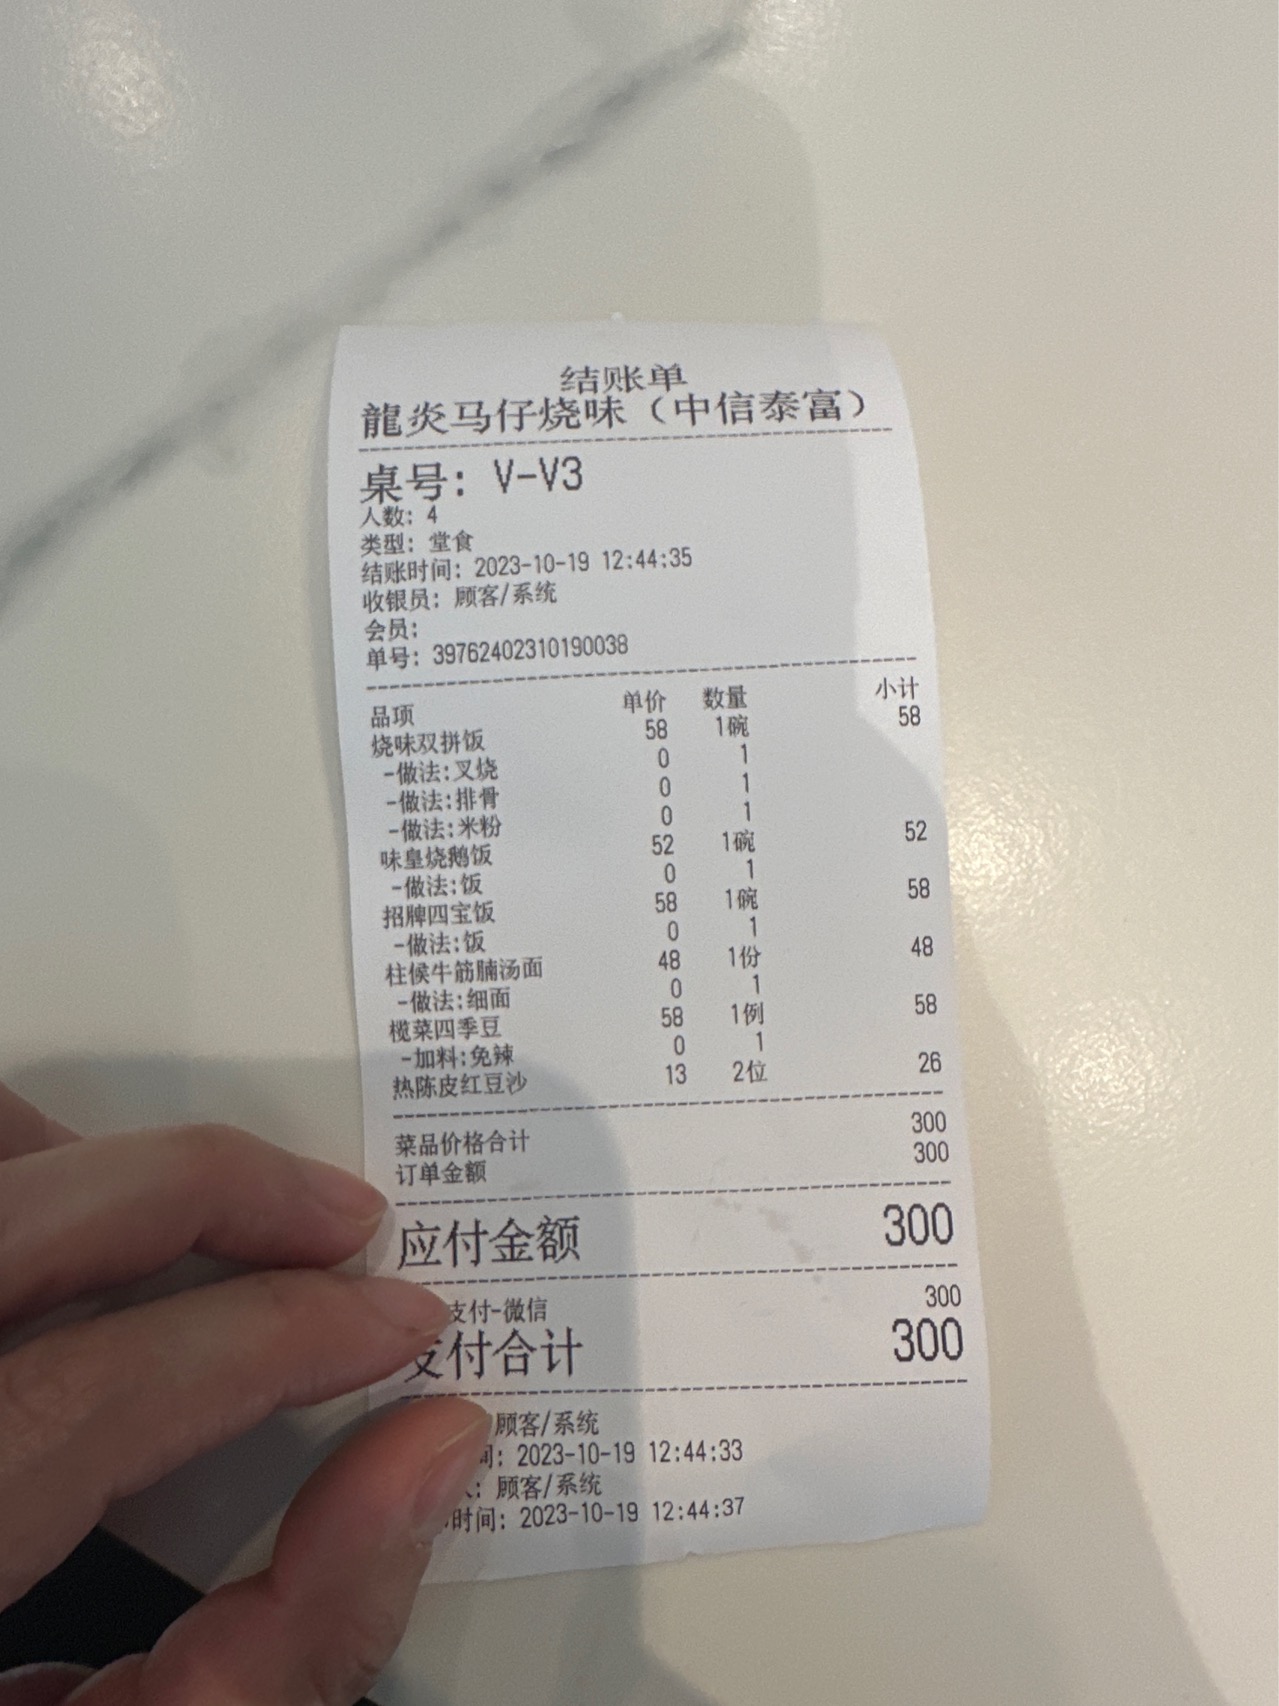 结账单
龍炎马仔烧味（中信泰富）
桌号: V-V3
人数: 4
类型: 堂食
结账时间: 2023-10-19 12:44:35
收银员: 顾客/系统
会员:
单号: 39762402310190038
品项 单价 数量 小计
烧味双拼饭 58 1碗 58
-做法:叉烧 0 1
-做法:排骨 0 1
-做法:米粉 0 1
味皇烧鹅饭 52 1碗 52
-做法:饭 0 1
招牌四宝饭 58 1碗 58
-做法:饭 0 1
柱候牛筋腩汤面 48 1份 48
-做法:细面 0 1
榄菜四季豆 58 1例 58
-加料:免辣 0 1
热陈皮红豆沙 13 2位 26
菜品价格合计 300
订单金额 300
应付金额 300
支付-微信 300
支付合计 300
顾客/系统
间: 2023-10-19 12:44:33
人: 顾客/系统
时间: 2023-10-19 12:44:37